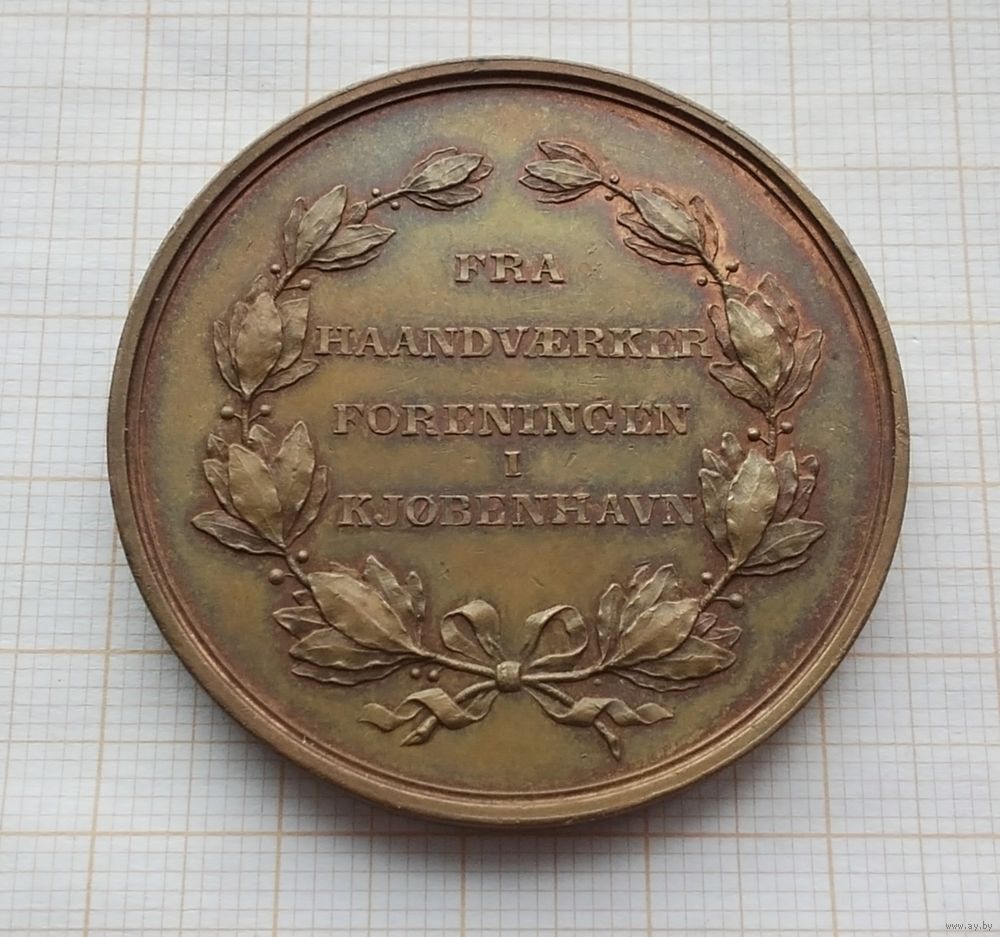 FRA
HAANDVÆRKER
FORENINGEN
I
KJØBENHAVN
www.ay.by